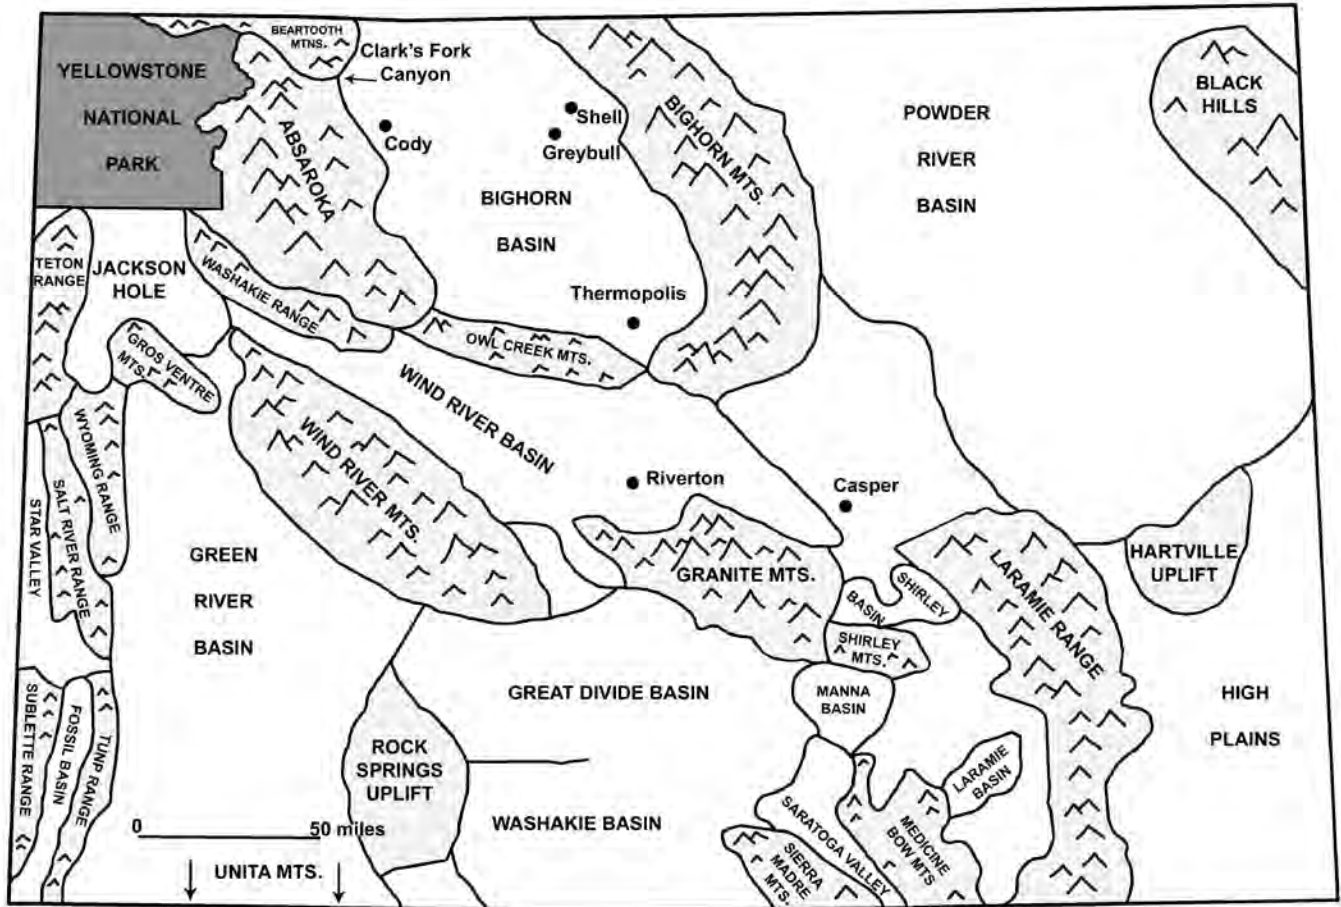 BEARTOOTH
MTNS.
Clark's Fork
Canyon
YELLOWSTONE
NATIONAL
PARK
ABSAROKA
Cody
Shell
Greybull
BIGHORN MTS.
BIGHORN
BASIN
POWDER
RIVER
BASIN
BLACK
HILLS
TETON
RANGE
JACKSON
HOLE
WASHAKIE RANGE
Thermopolis
OWL CREEK MTS.
GROS VENTRE
MTS.
WIND RIVER BASIN
WIND RIVER MTS.
WYOMING RANGE
SALT RIVER RANGE
STAR VALLEY
Riverton
Casper
GREEN
RIVER
BASIN
GRANITE MTS.
SHIRLEY
BASIN
SHIRLEY
MTS.
LARAMIE RANGE
HARTVILLE
UPLIFT
GREAT DIVIDE BASIN
MANNA
BASIN
HIGH
PLAINS
SUBLETTE RANGE
FOSSIL BASIN
TUNP RANGE
ROCK
SPRINGS
UPLIFT
LARAMIE
BASIN
WASHAKIE BASIN
SARATOGA VALLEY
MEDICINE
BOW MTS
SIERRA
MADRE
MTS.
0 50 miles
UNITA MTS.